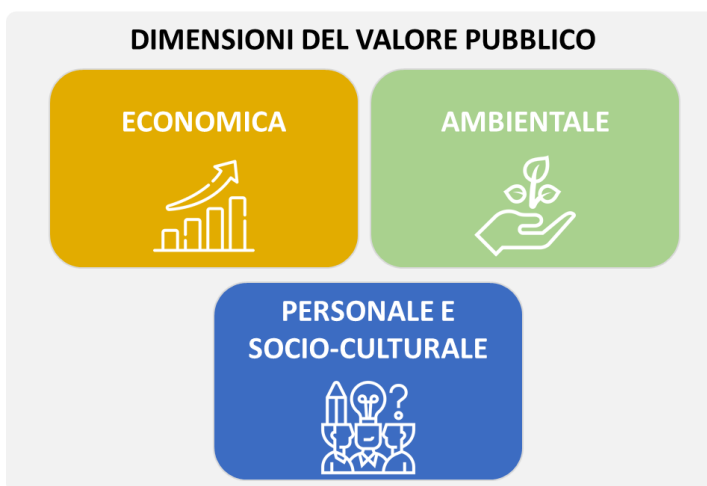 DIMENSIONI DEL VALORE PUBBLICO
ECONOMICA
AMBIENTALE
PERSONALE E
SOCIO-CULTURALE
?